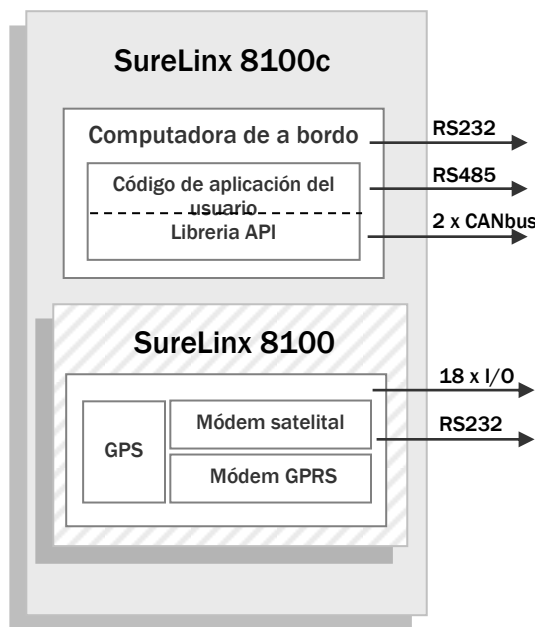 SureLinx 8100c
Computadora de a bordo
RS232
Código de aplicación del
usuario
RS485
Libreria API
2 x CANbus
SureLinx 8100
18 x I/O
GPS
Módem satelital
RS232
Módem GPRS